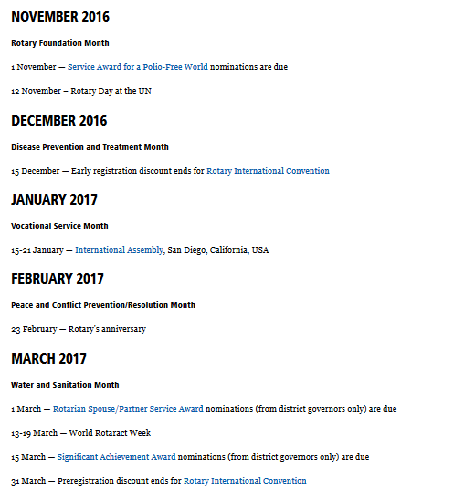 NOVEMBER 2016
Rotary Foundation Month
1 November — Service Award for a Polio-Free World nominations are due
12 November – Rotary Day at the UN
DECEMBER 2016
Disease Prevention and Treatment Month
15 December — Early registration discount ends for Rotary International Convention
JANUARY 2017
Vocational Service Month
15-21 January — International Assembly, San Diego, California, USA
FEBRUARY 2017
Peace and Conflict Prevention/Resolution Month
23 February — Rotary's anniversary
MARCH 2017
Water and Sanitation Month
1 March — Rotarian Spouse/Partner Service Award nominations (from district governors only) are due
13-19 March — World Rotaract Week
15 March — Significant Achievement Award nominations (from district governors only) are due
31 March — Preregistration discount ends for Rotary International Convention